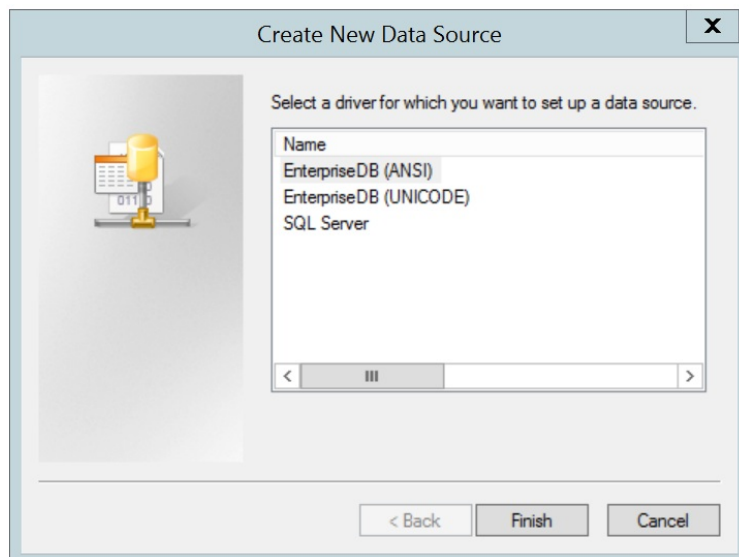 Create New Data Source
X
Select a driver for which you want to set up a data source.
Name
EnterpriseDB (ANSI)
EnterpriseDB (UNICODE)
SQL Server
< Back
Finish
Cancel